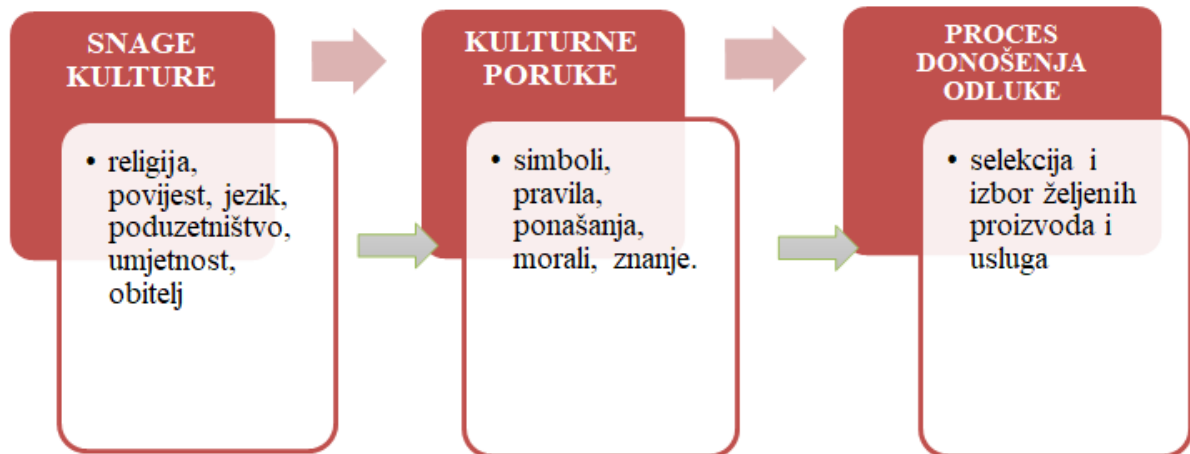 SNAGE
KULTURE
• religija,
povijest, jezik,
poduzetništvo,
umjetnost,
obitelj
KULTURNE
PORUKE
• simboli,
pravila,
ponašanja,
morali, znanje.
PROCES
DONOŠENJA
ODLUKE
• selekcija i
izbor željenih
proizvoda i
usluga